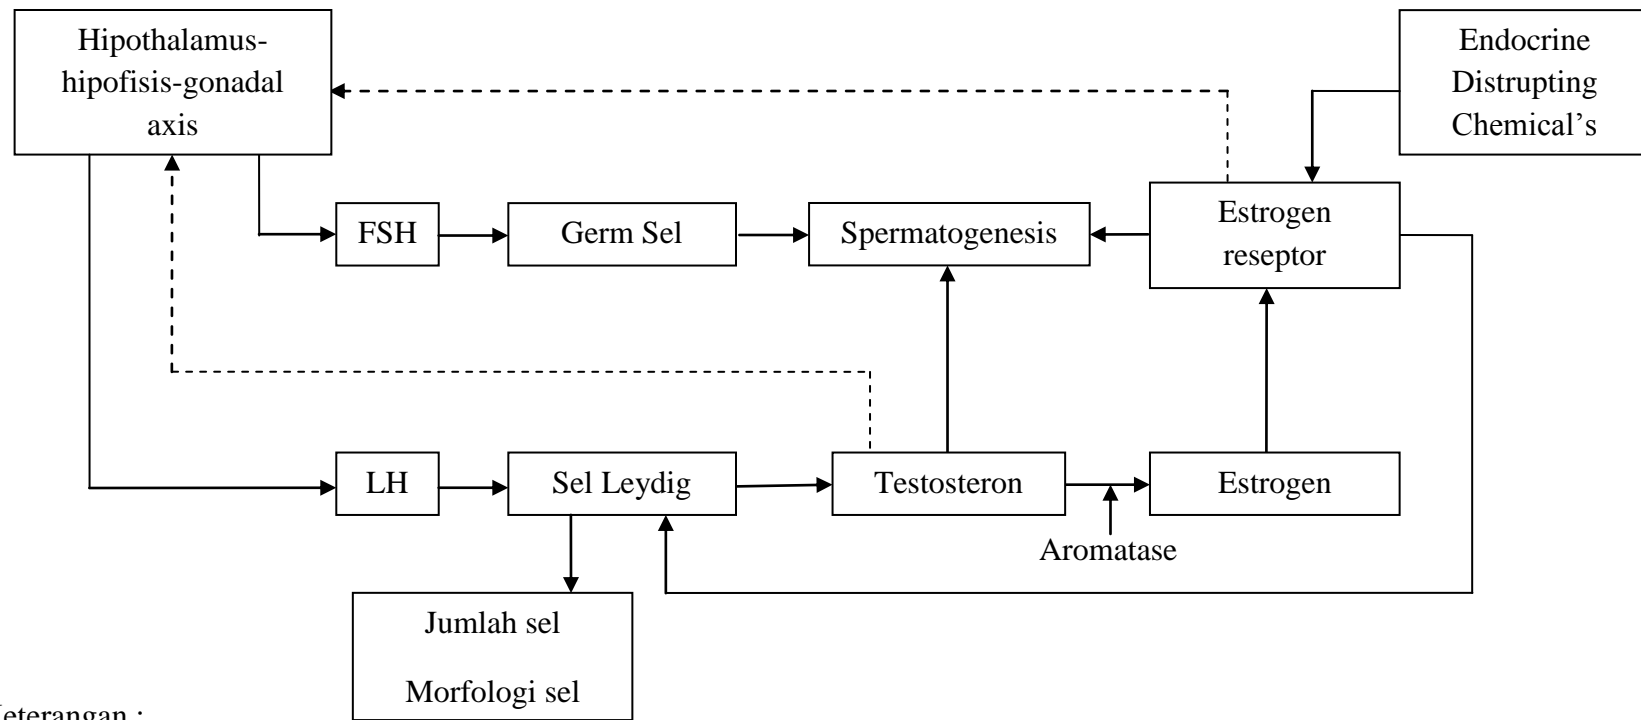 Hipothalamus-
hipofisis-gonadal
axis
Endocrine
Distrupting
Chemical’s
FSH
Germ Sel
Spermatogenesis
Estrogen
reseptor
LH
Sel Leydig
Testosteron
Estrogen
Aromatase
Jumlah sel
Morfologi sel